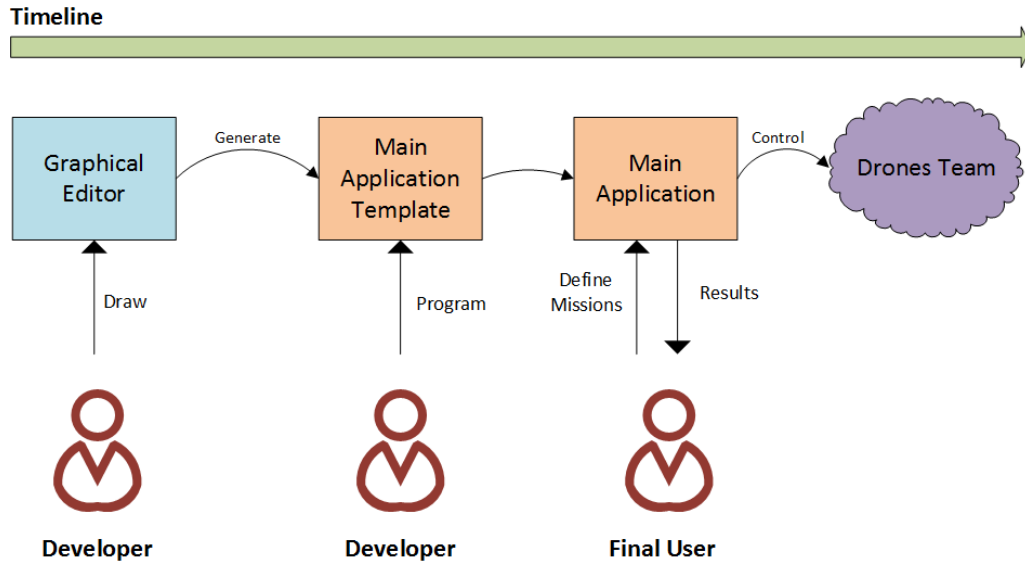 Timeline
Graphical
Editor
Generate
Main
Application
Template
Main
Application
Control
Drones Team
Draw
Program
Define
Missions
Results
Developer
Developer
Final User